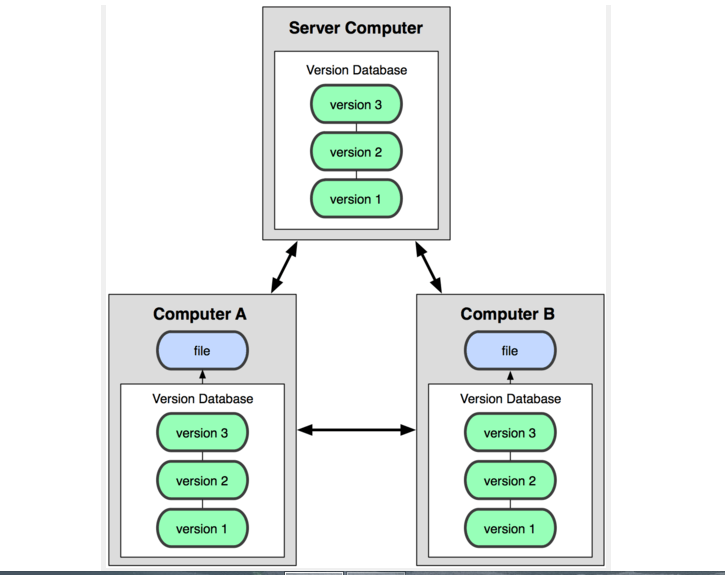 Server Computer
Version Database
version 3
version 2
version 1
Computer A
file
Version Database
version 3
version 2
version 1
Computer B
file
Version Database
version 3
version 2
version 1